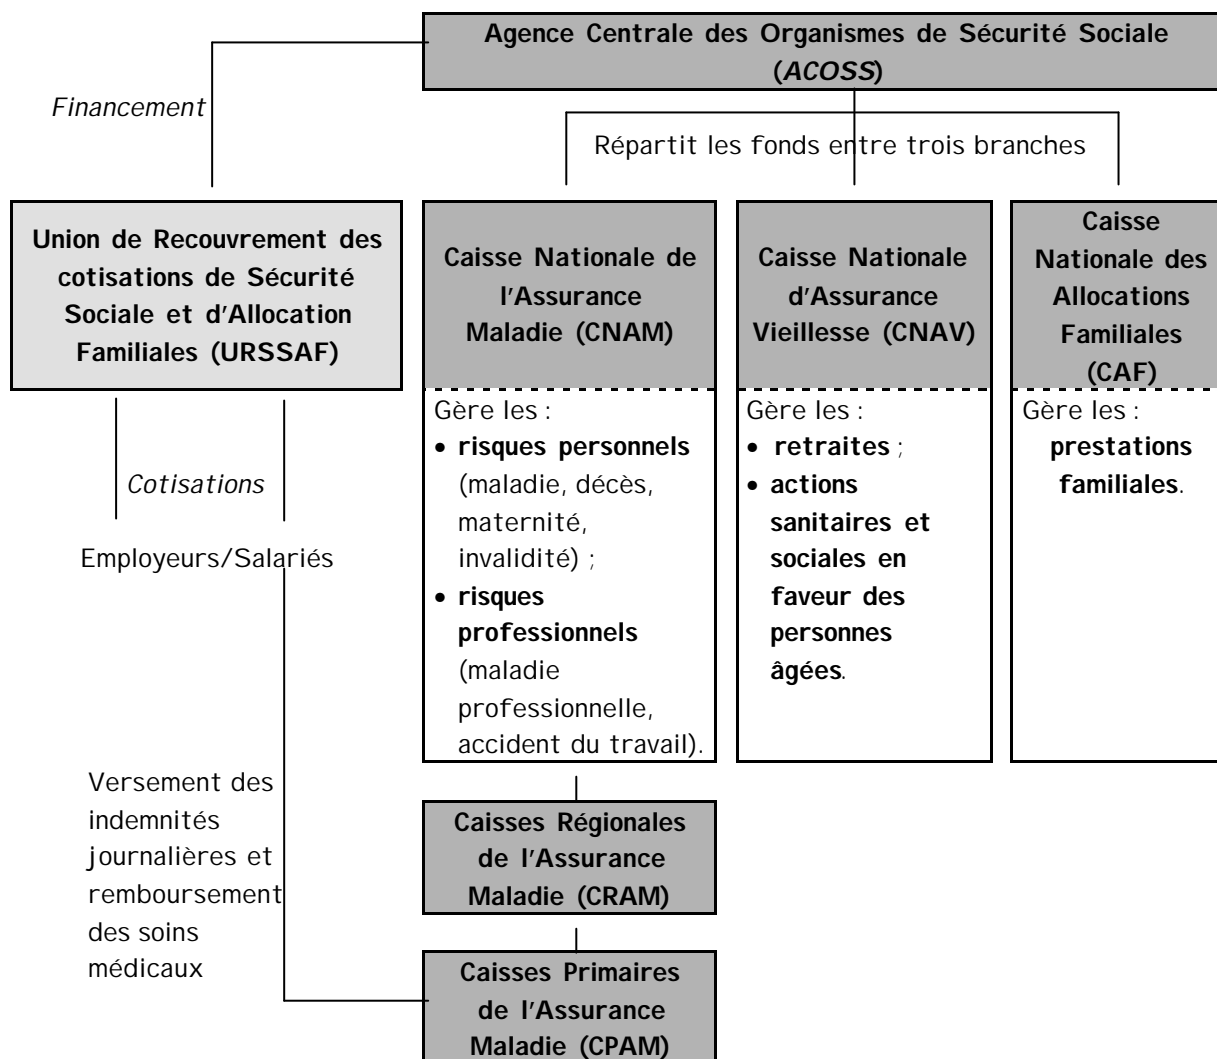 Agence Centrale des Organismes de Sécurité Sociale
(ACOSS)
Financement
Répartit les fonds entre trois branches
Union de Recouvrement des
cotisations de Sécurité
Sociale et d'Allocation
Familiales (URSSAF)
Caisse Nationale de
l'Assurance
Maladie (CNAM)
Caisse Nationale
d'Assurance
Vieillesse (CNAV)
Caisse
Nationale des
Allocations
Familiales
(CAF)
Cotisations
Employeurs/Salariés
Gère les :
• risques personnels
(maladie, décès,
maternité,
invalidité) ;
• risques
professionnels
(maladie
professionnelle,
accident du travail).
Gère les :
• retraites ;
• actions
sanitaires et
sociales en
faveur des
personnes
âgées.
Gère les :
prestations
familiales.
Versement des
indemnités
journalières et
remboursement
des soins
médicaux
Caisses Régionales
de l'Assurance
Maladie (CRAM)
Caisses Primaires
de l'Assurance
Maladie (CPAM)